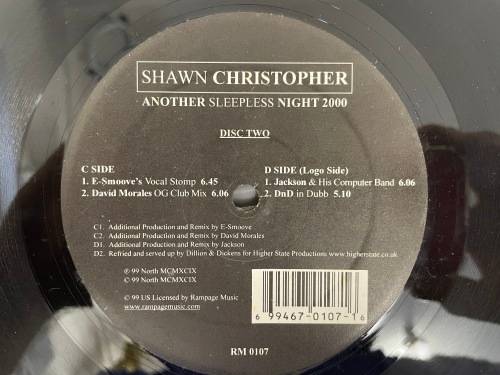 SHAWN CHRISTOPHER
ANOTHER SLEEPLESS NIGHT 2000
DISC TWO
C SIDE
1. E-Smoove's Vocal Stomp 6.45
2. David Morales OG Club Mix 6.06
D SIDE (Logo Side)
1. Jackson & His Computer Band 6.06
2. DnD in Dubb 5.10
C1. Additional Production and Remix by E-Smoove
C2. Additional Production and Remix by David Morales
D1. Additional Production and Remix by Jackson
D2. Refried and served up by Dillion & Dickens for Higher State Productions www.higherstate.co.uk
℗ 99 North MCMXCIX
© 99 North MCMXCIX
© 99 US Licensed by Rampage Music
www.rampagemusic.com
6 99467-0107-1 6
RM 0107